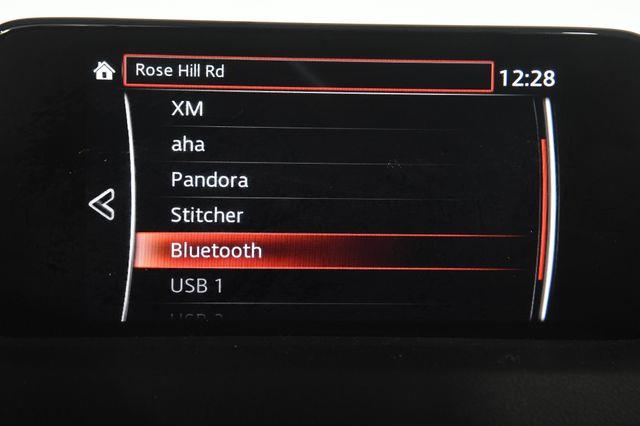 Rose Hill Rd
12:28
XM
aha
Pandora
Stitcher
Bluetooth
USB 1